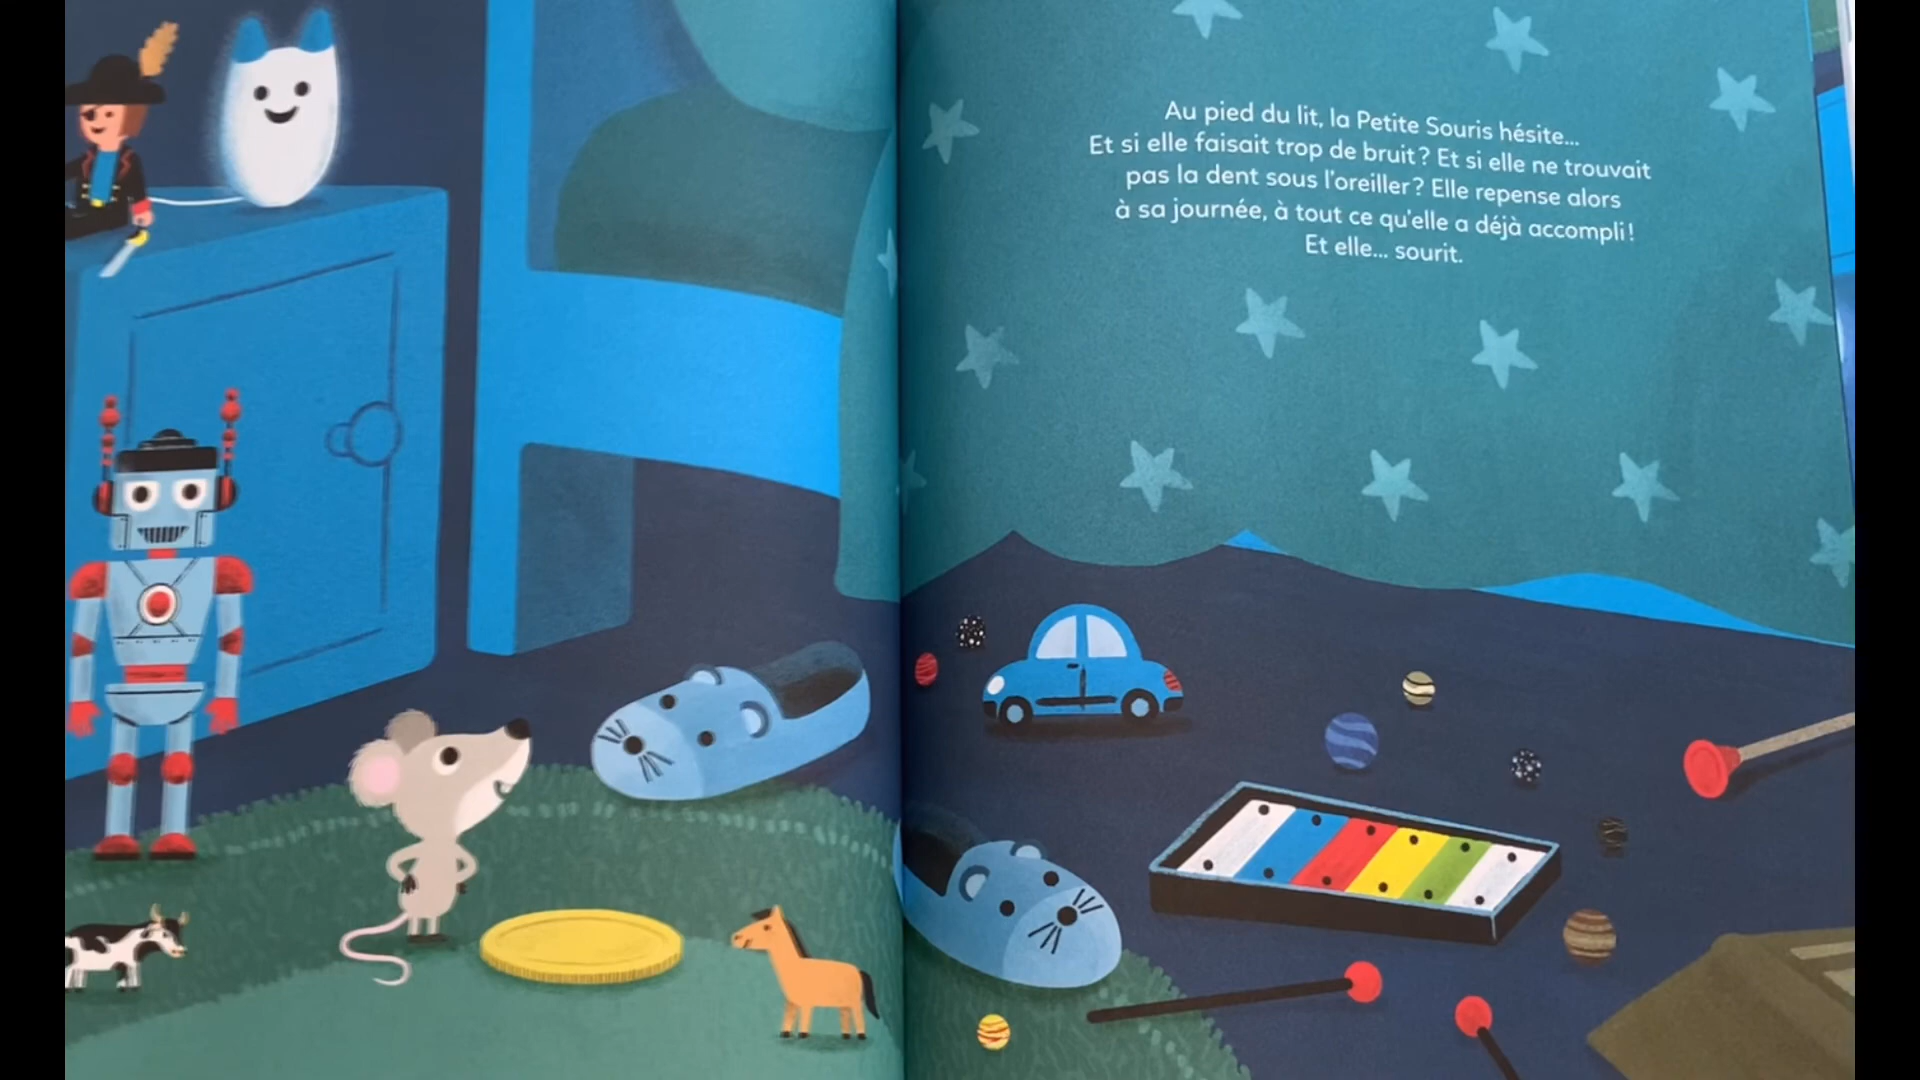 Au pied du lit, la Petite Souris hésite...
Et si elle faisait trop de bruit ? Et si elle ne trouvait
pas la dent sous l'oreiller ? Elle repense alors
à sa journée, à tout ce qu'elle a déjà accompli !
Et elle... sourit.